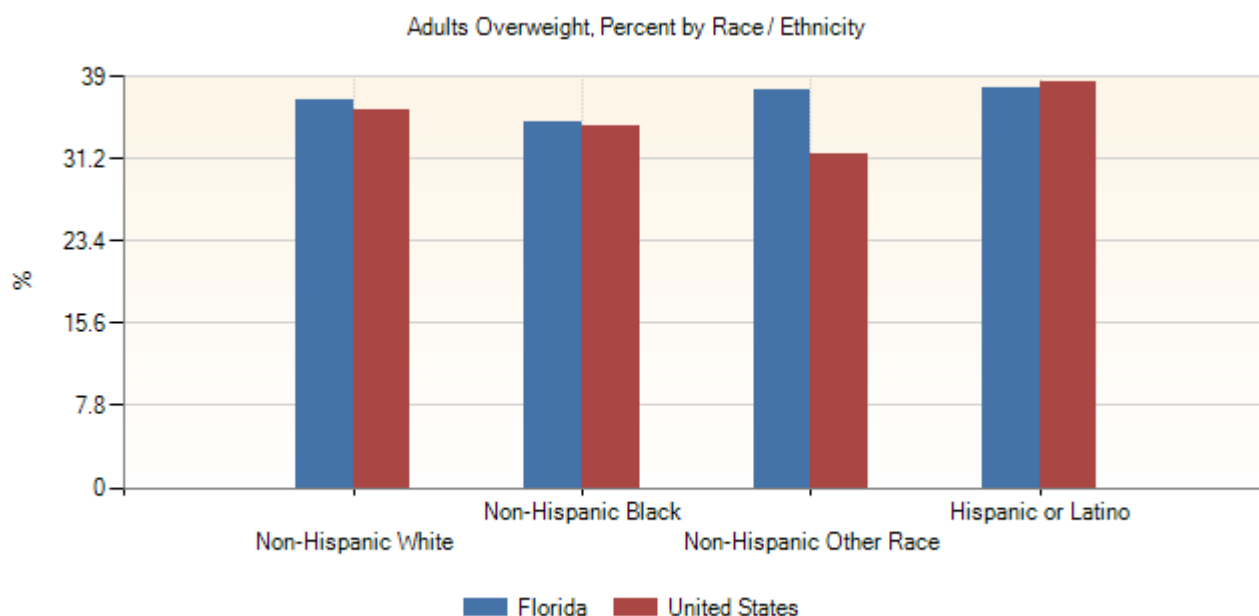 Adults Overweight, Percent by Race / Ethnicity
39
31.2
23.4
15.6
7.8
0
%
Non-Hispanic White
Non-Hispanic Black
Non-Hispanic Other Race
Hispanic or Latino
Florida
United States